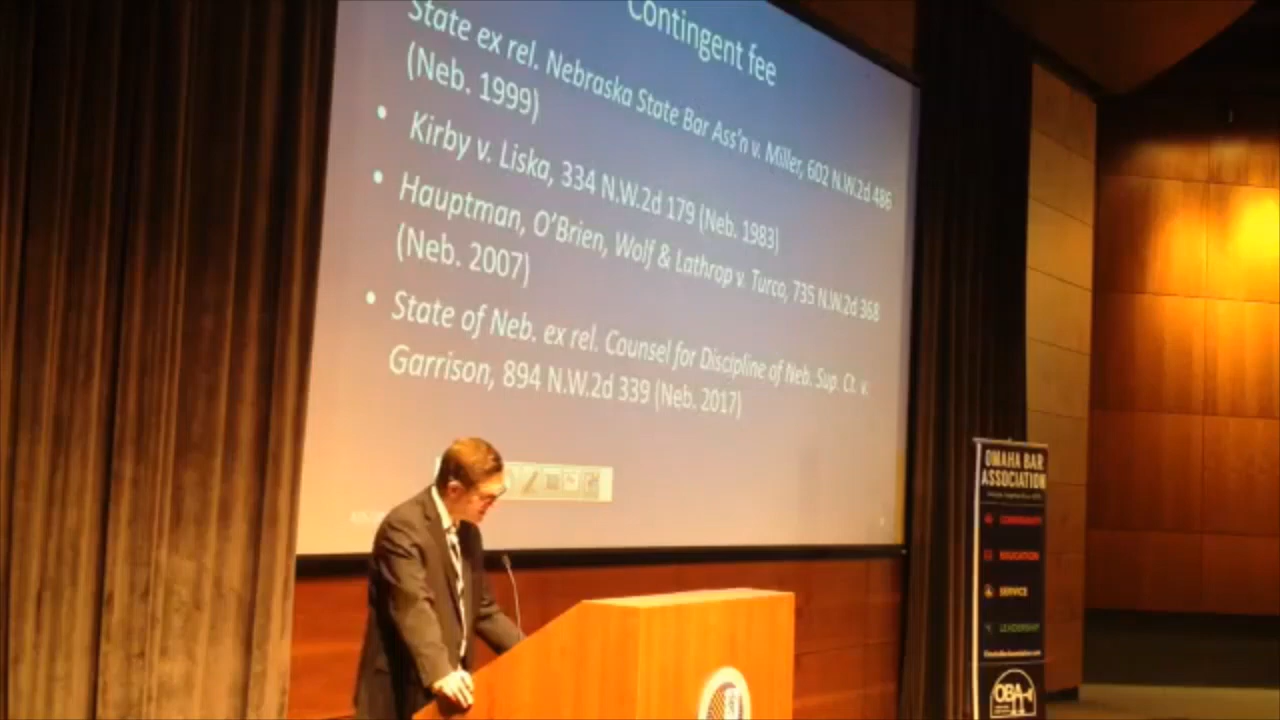 Contingent fee
State ex rel. Nebraska State Bar Ass'n v. Miller, 602 N.W.2d 486
(Neb. 1999)
• Kirby v. Liska, 334 N.W.2d 179 (Neb. 1983)
• Hauptman, O'Brien, Wolf & Lathrop v. Turco, 735 N.W.2d 368
(Neb. 2007)
• State of Neb. ex rel. Counsel for Discipline of Neb. Sup. Ct. v.
Garrison, 894 N.W.2d 339 (Neb. 2017)
OMAHA BAR
ASSOCIATION
COMMUNITY
EDUCATION
SERVICE
LEADERSHIP
OBA